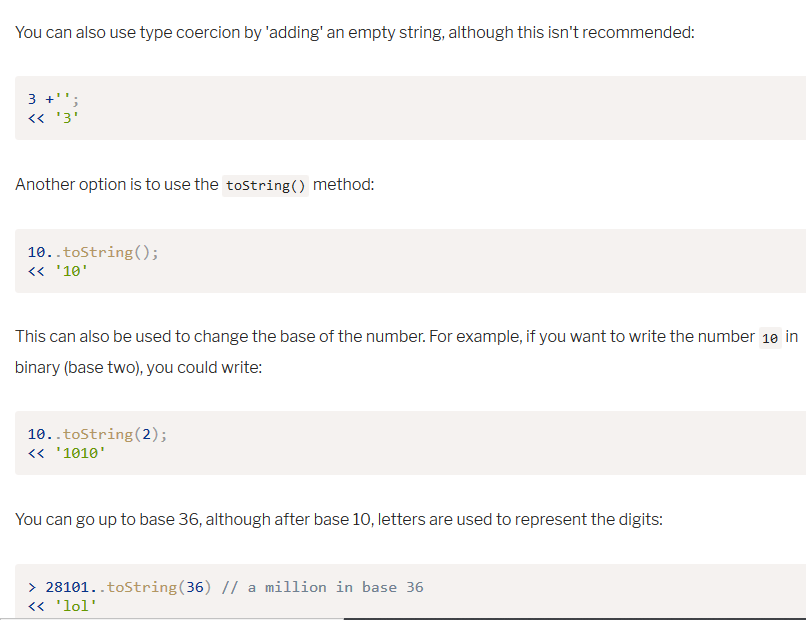 You can also use type coercion by 'adding' an empty string, although this isn't recommended:
3 +'';
<< '3'
Another option is to use the toString() method:
10..toString();
<< '10'
This can also be used to change the base of the number. For example, if you want to write the number 10 in
binary (base two), you could write:
10..toString(2);
<< '1010'
You can go up to base 36, although after base 10, letters are used to represent the digits:
> 28101..toString(36) // a million in base 36
<< 'lol'